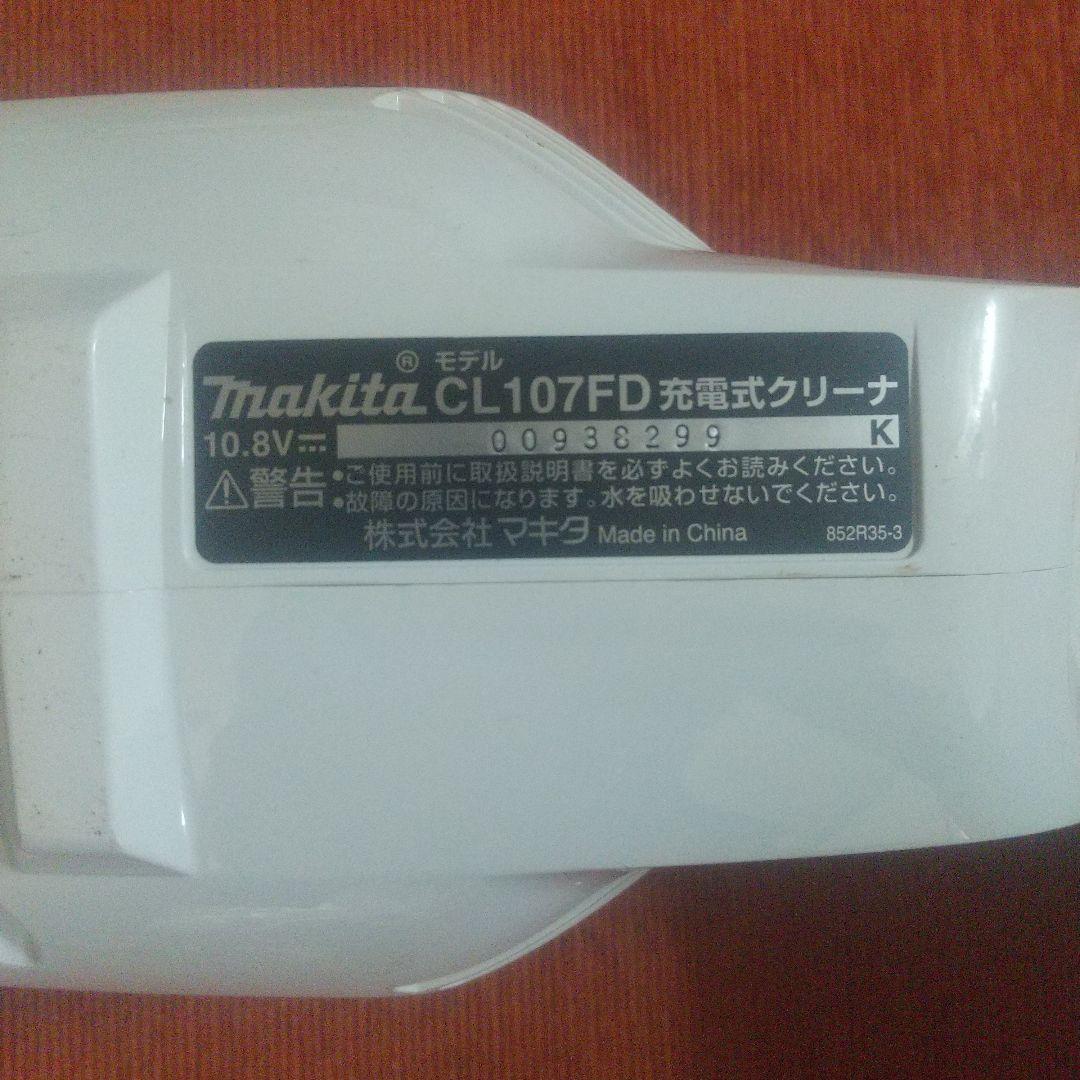 makita® モデル CL107FD 充電式クリーナ
10.8V⎓ 00938299 K
⚠警告 •ご使用前に取扱説明書を必ずよくお読みください。
•故障の原因になります。水を吸わせないでください。
株式会社 マキタ Made in China 852R35-3